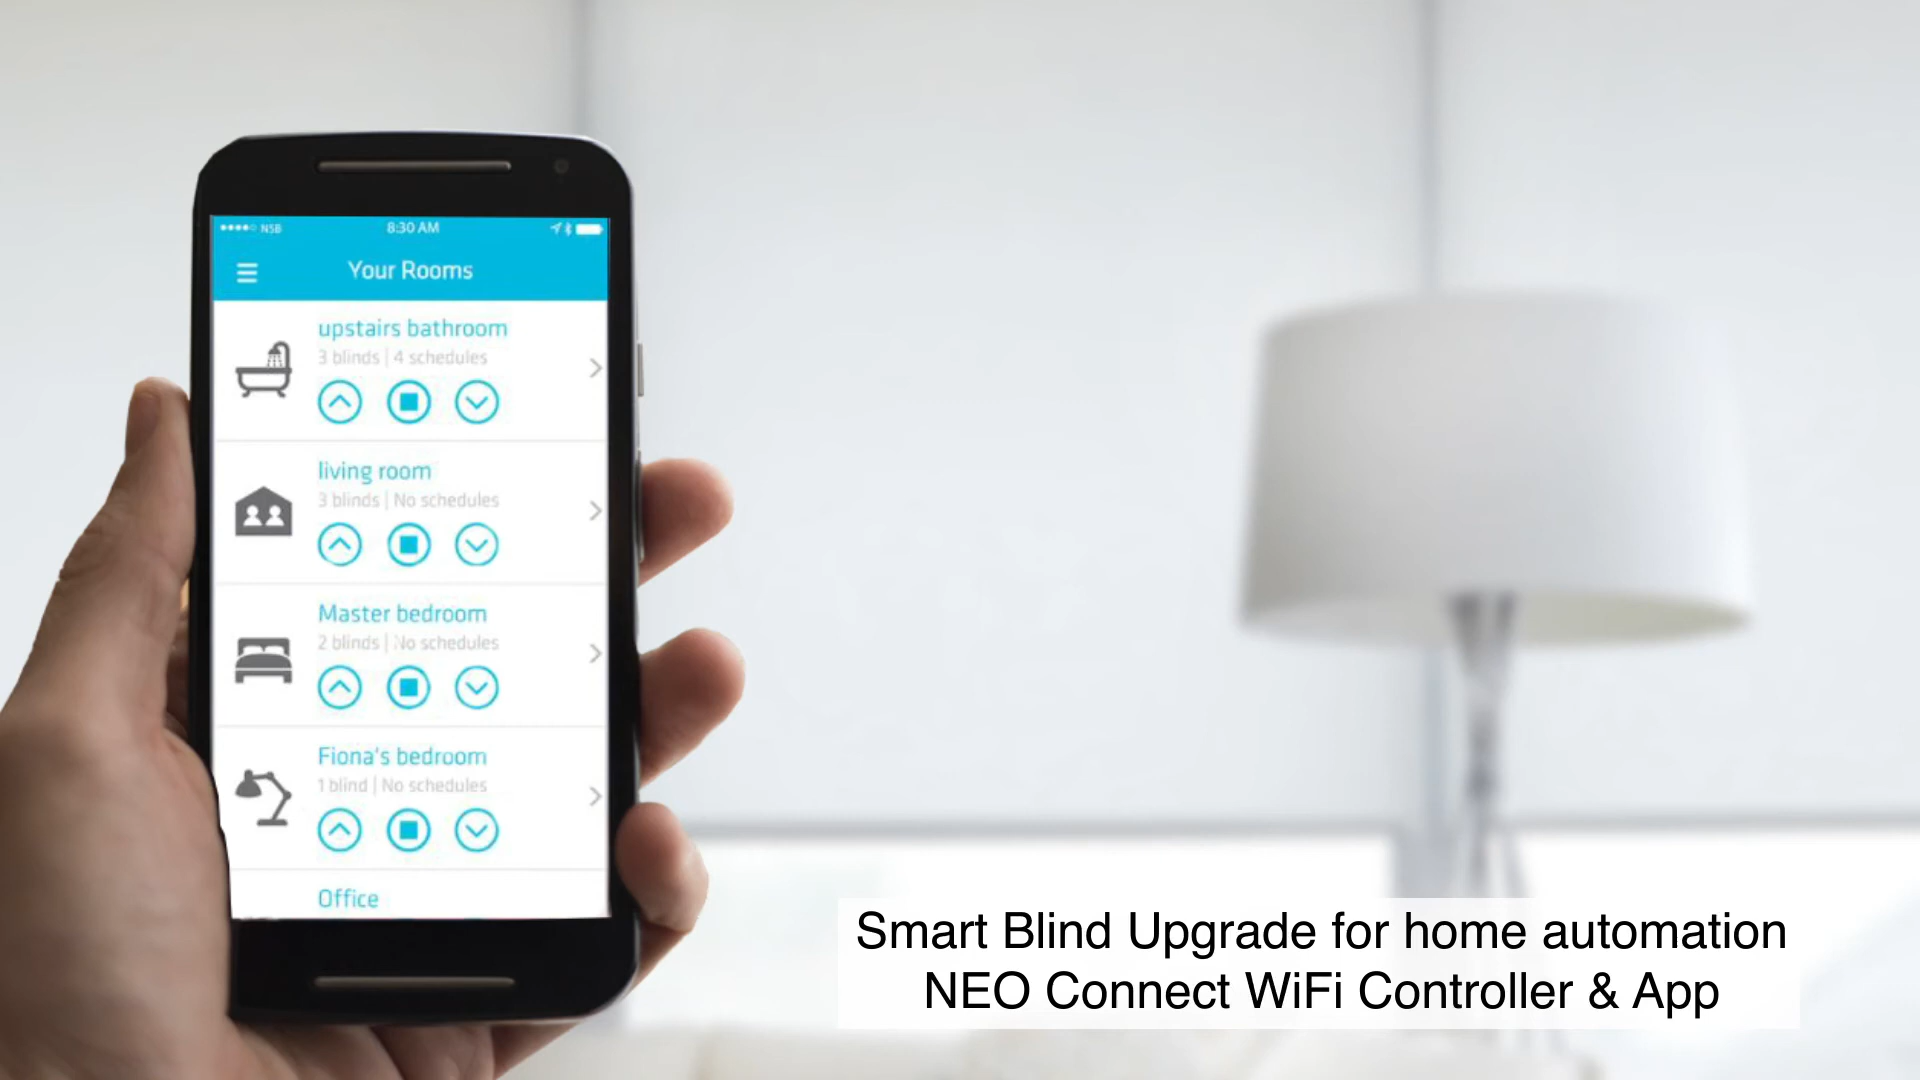 NSB 8:30 AM
Your Rooms
upstairs bathroom
3 blinds | 4 schedules
living room
3 blinds | No schedules
Master bedroom
2 blinds | No schedules
Fiona's bedroom
1 blind | No schedules
Office
Smart Blind Upgrade for home automation
NEO Connect WiFi Controller & App